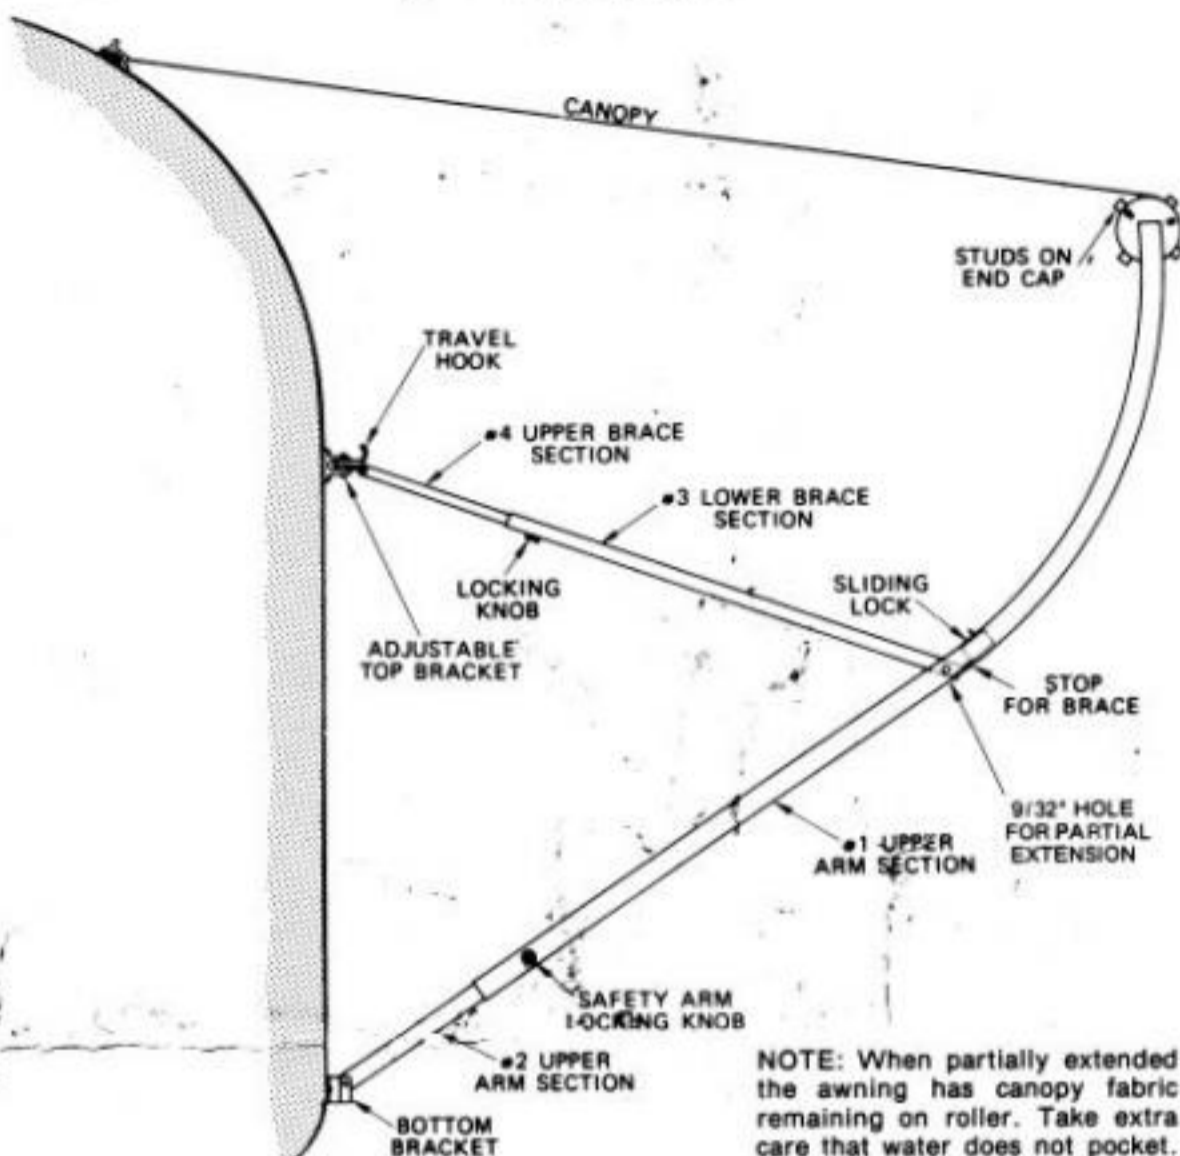 CANOPY
STUDS ON
END CAP
TRAVEL
HOOK
#4 UPPER BRACE
SECTION
#3 LOWER BRACE
SECTION
LOCKING
KNOB
SLIDING
LOCK
ADJUSTABLE
TOP BRACKET
STOP
FOR BRACE
9/32" HOLE
FOR PARTIAL
EXTENSION
#1 UPPER
ARM SECTION
SAFETY ARM
LOCKING KNOB
#2 UPPER
ARM SECTION
BOTTOM
BRACKET
NOTE: When partially extended
the awning has canopy fabric
remaining on roller. Take extra
care that water does not pocket.